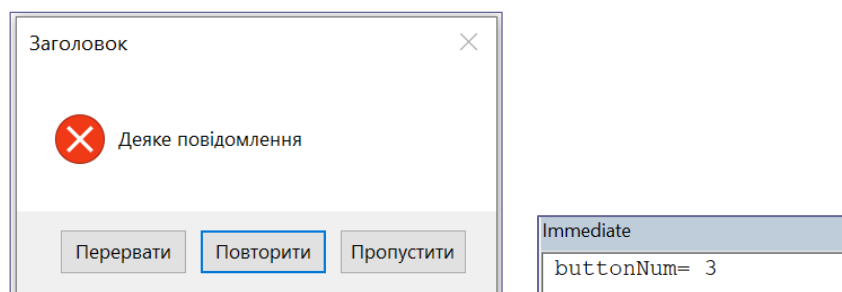 Заголовок
Деяке повідомлення
Перервати
Повторити
Пропустити
Immediate
buttonNum= 3